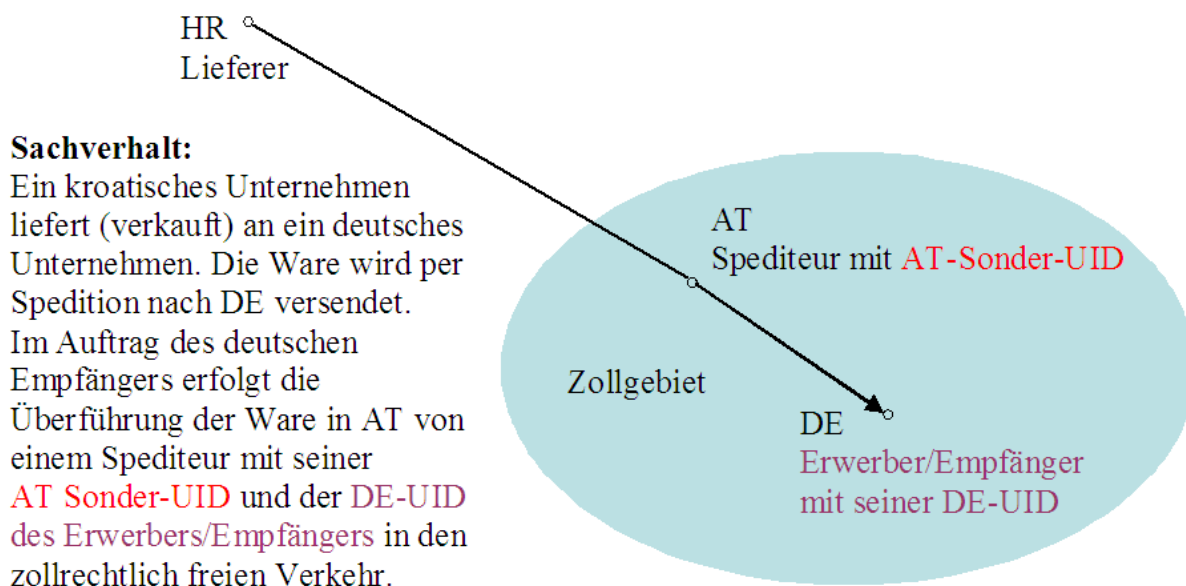 HR
Lieferer
Sachverhalt:
Ein kroatisches Unternehmen
liefert (verkauft) an ein deutsches
Unternehmen. Die Ware wird per
Spedition nach DE versendet.
Im Auftrag des deutschen
Empfängers erfolgt die
Überführung der Ware in AT von
einem Spediteur mit seiner
AT Sonder-UID und der DE-UID
des Erwerbers/Empfängers in den
zollrechtlich freien Verkehr.
AT
Spediteur mit AT-Sonder-UID
Zollgebiet
DE
Erwerber/Empfänger
mit seiner DE-UID